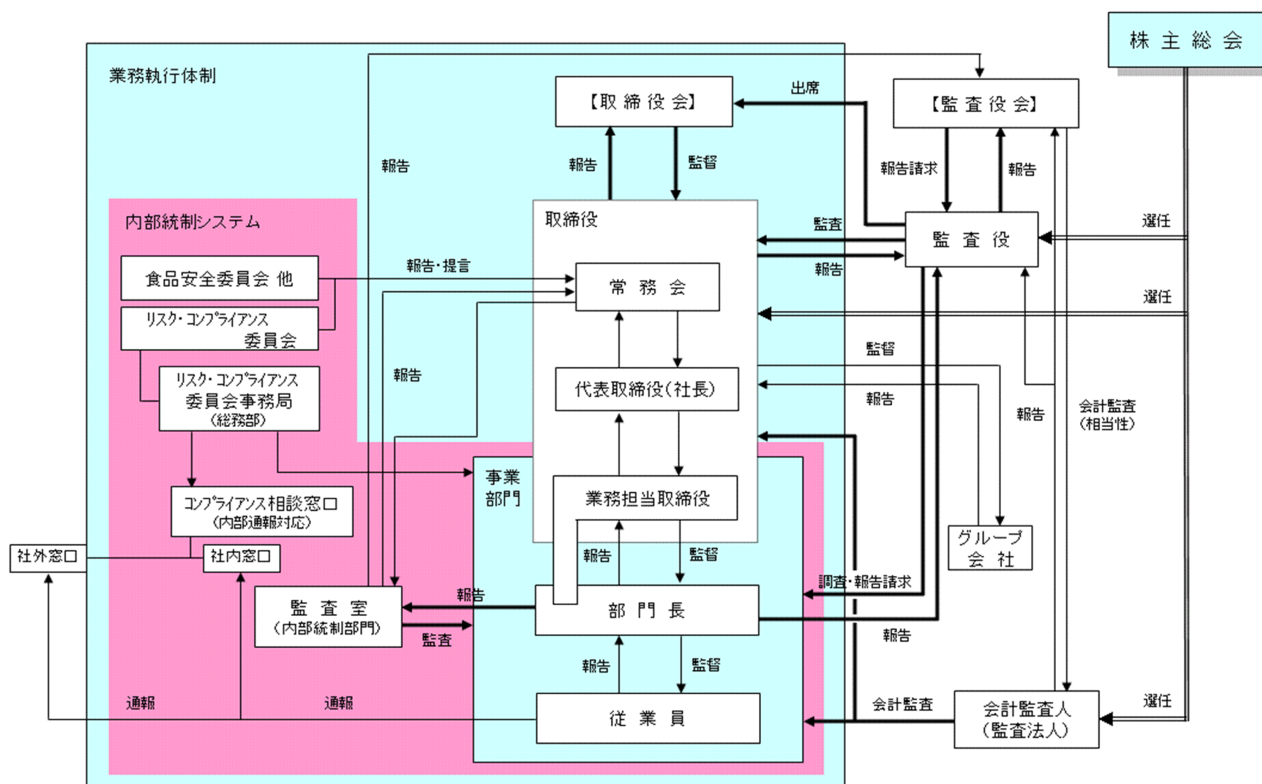 株主総会
業務執行体制
【取締役会】
出席
【監査役会】
報告
報告
監督
報告請求
報告
内部統制システム
取締役
監査
監査役
選任
報告
食品安全委員会 他
報告・提言
常務会
選任
リスク・コンプライアンス
委員会
監督
リスク・コンプライアンス
委員会事務局
(総務部)
報告
代表取締役(社長)
報告
報告
会計監査
(相当性)
事業
部門
業務担当取締役
コンプライアンス相談窓口
(内部通報対応)
社外窓口
社内窓口
報告
監督
グループ
会社
監査室
(内部統制部門)
報告
監査
部門長
調査・報告請求
報告
報告
監督
通報
通報
従業員
会計監査
会計監査人
(監査法人)
選任